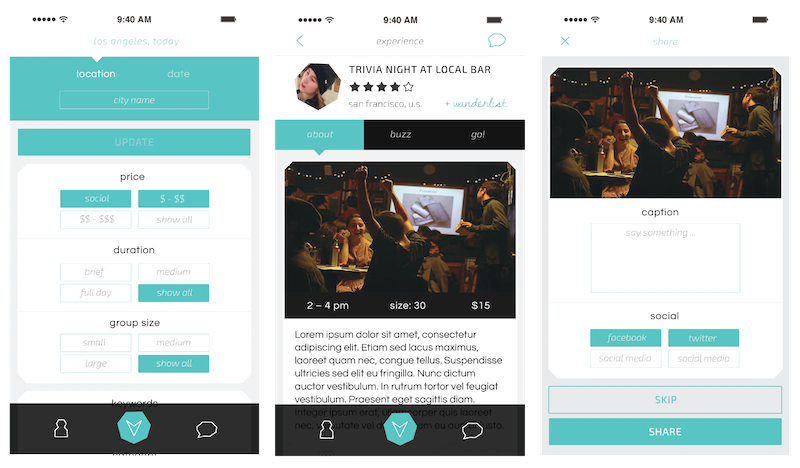 9:40 AM
los angeles, today
location
date
city name
UPDATE
price
social
$ - $$
$$ - $$$
show all
duration
brief
medium
full day
show all
group size
small
medium
large
show all
keywords
9:40 AM
experience
TRIVIA NIGHT AT LOCAL BAR
san francisco, u.s.
+ wanderlist.
about
buzz
go!
2 – 4 pm
size: 30
$15
Lorem ipsum dolor sit amet, consectetur
adipiscing elit. Etiam sed lacus maximus,
laoreet quam nec, congue tellus. Suspendisse
ultricies sed eu fringilla. Nunc dictum
auctor vestibulum. In rutrum tortor vel feugiat
vestibulum. Praesent eget sagittis diam.
Integer ipsum erat,
nec,
9:40 AM
share
caption
say something ...
social
facebook
twitter
social media
social media
SKIP
SHARE